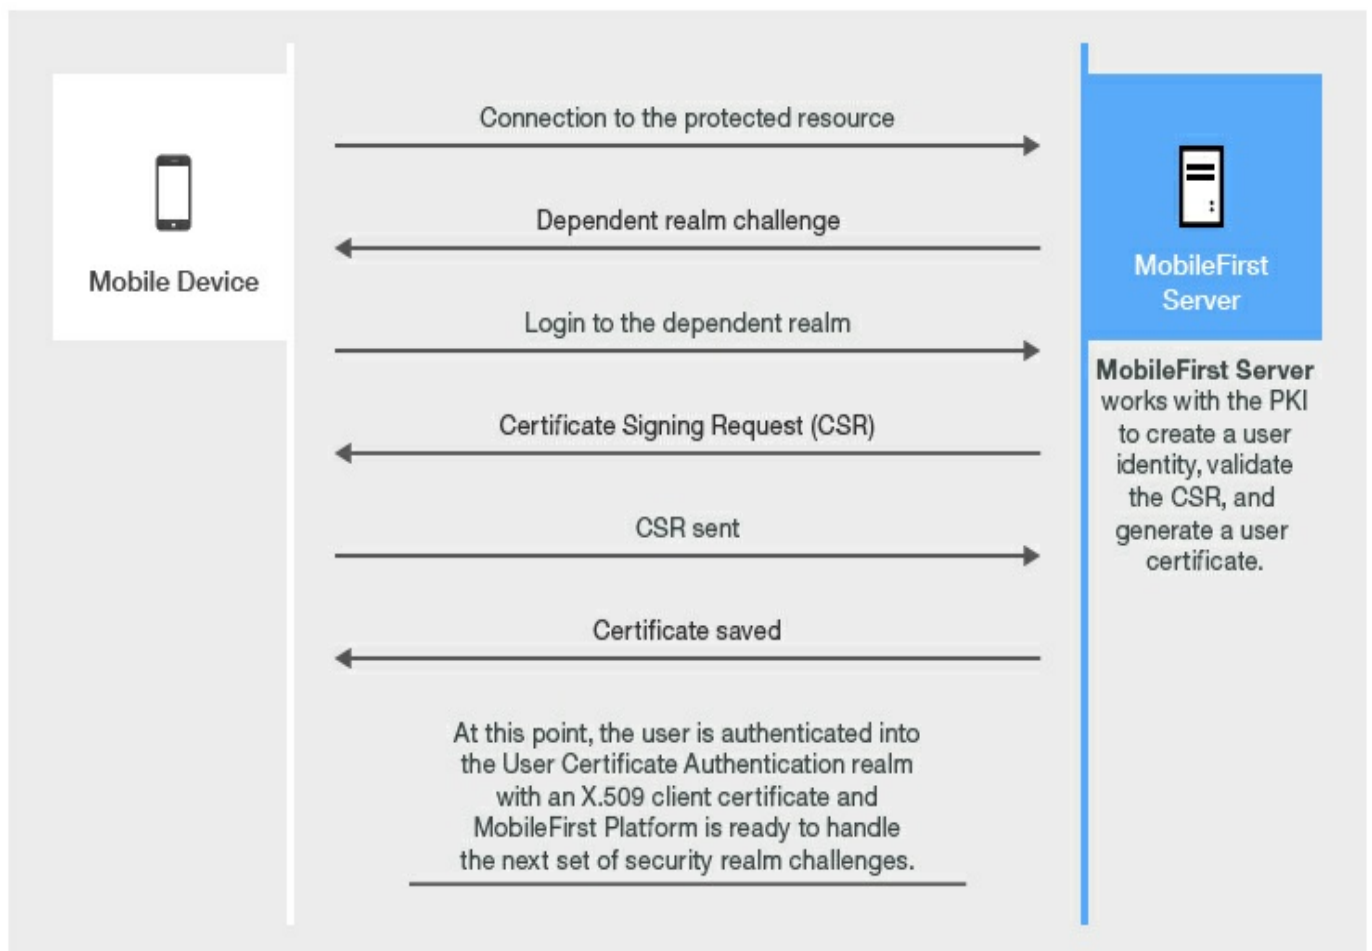 Connection to the protected resource
Dependent realm challenge
Mobile Device
MobileFirst
Server
Login to the dependent realm
MobileFirst Server
works with the PKI
to create a user
identity, validate
the CSR, and
generate a user
certificate.
Certificate Signing Request (CSR)
CSR sent
Certificate saved
At this point, the user is authenticated into
the User Certificate Authentication realm
with an X.509 client certificate and
MobileFirst Platform is ready to handle
the next set of security realm challenges.